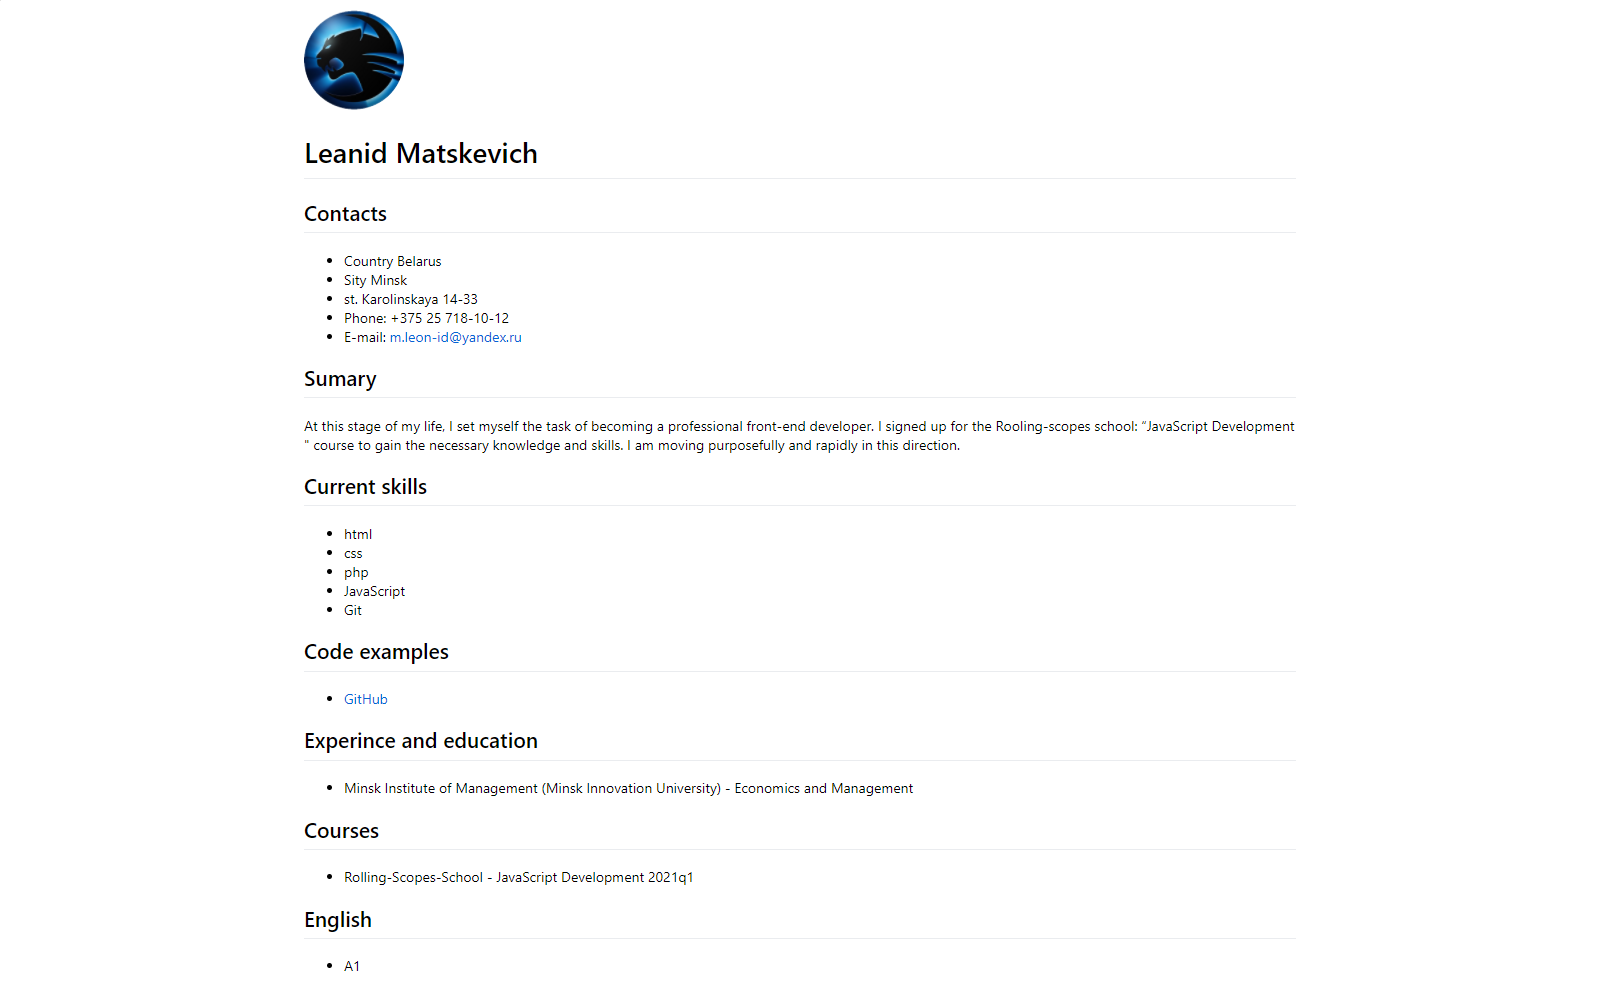 Leanid Matskevich
Contacts
Country Belarus
Sity Minsk
st. Karolinskaya 14-33
Phone: +375 25 718-10-12
E-mail: m.leon-id@yandex.ru
Sumary
At this stage of my life, I set myself the task of becoming a professional front-end developer. I signed up for the Rooling-scopes school: “JavaScript Development
" course to gain the necessary knowledge and skills. I am moving purposefully and rapidly in this direction.
Current skills
html
css
php
JavaScript
Git
Code examples
GitHub
Experince and education
Minsk Institute of Management (Minsk Innovation University) - Economics and Management
Courses
Rolling-Scopes-School - JavaScript Development 2021q1
English
A1